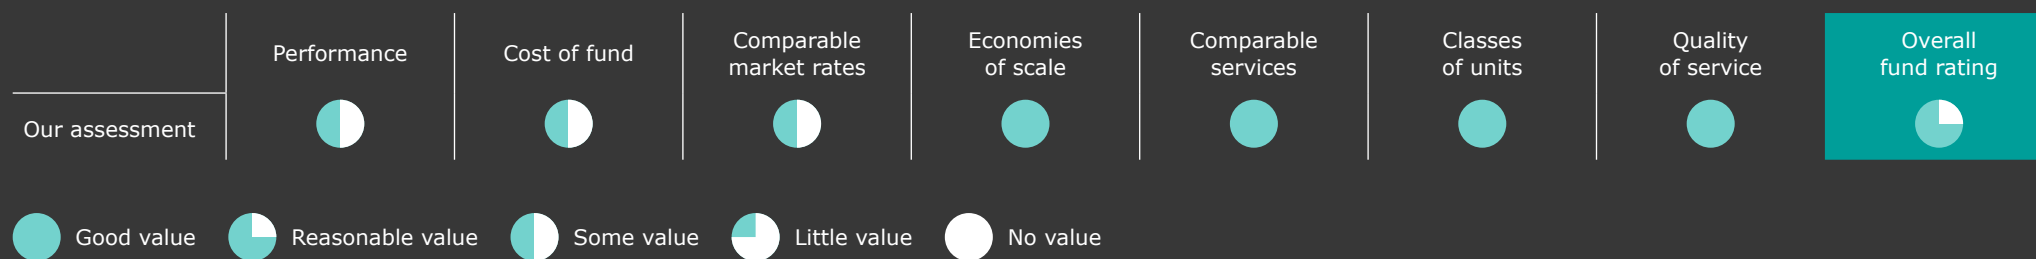 Performance
Cost of fund
Comparable
market rates
Economies
of scale
Comparable
services
Classes
of units
Quality
of service
Overall
fund rating
Our assessment
Good value
Reasonable value
Some value
Little value
No value